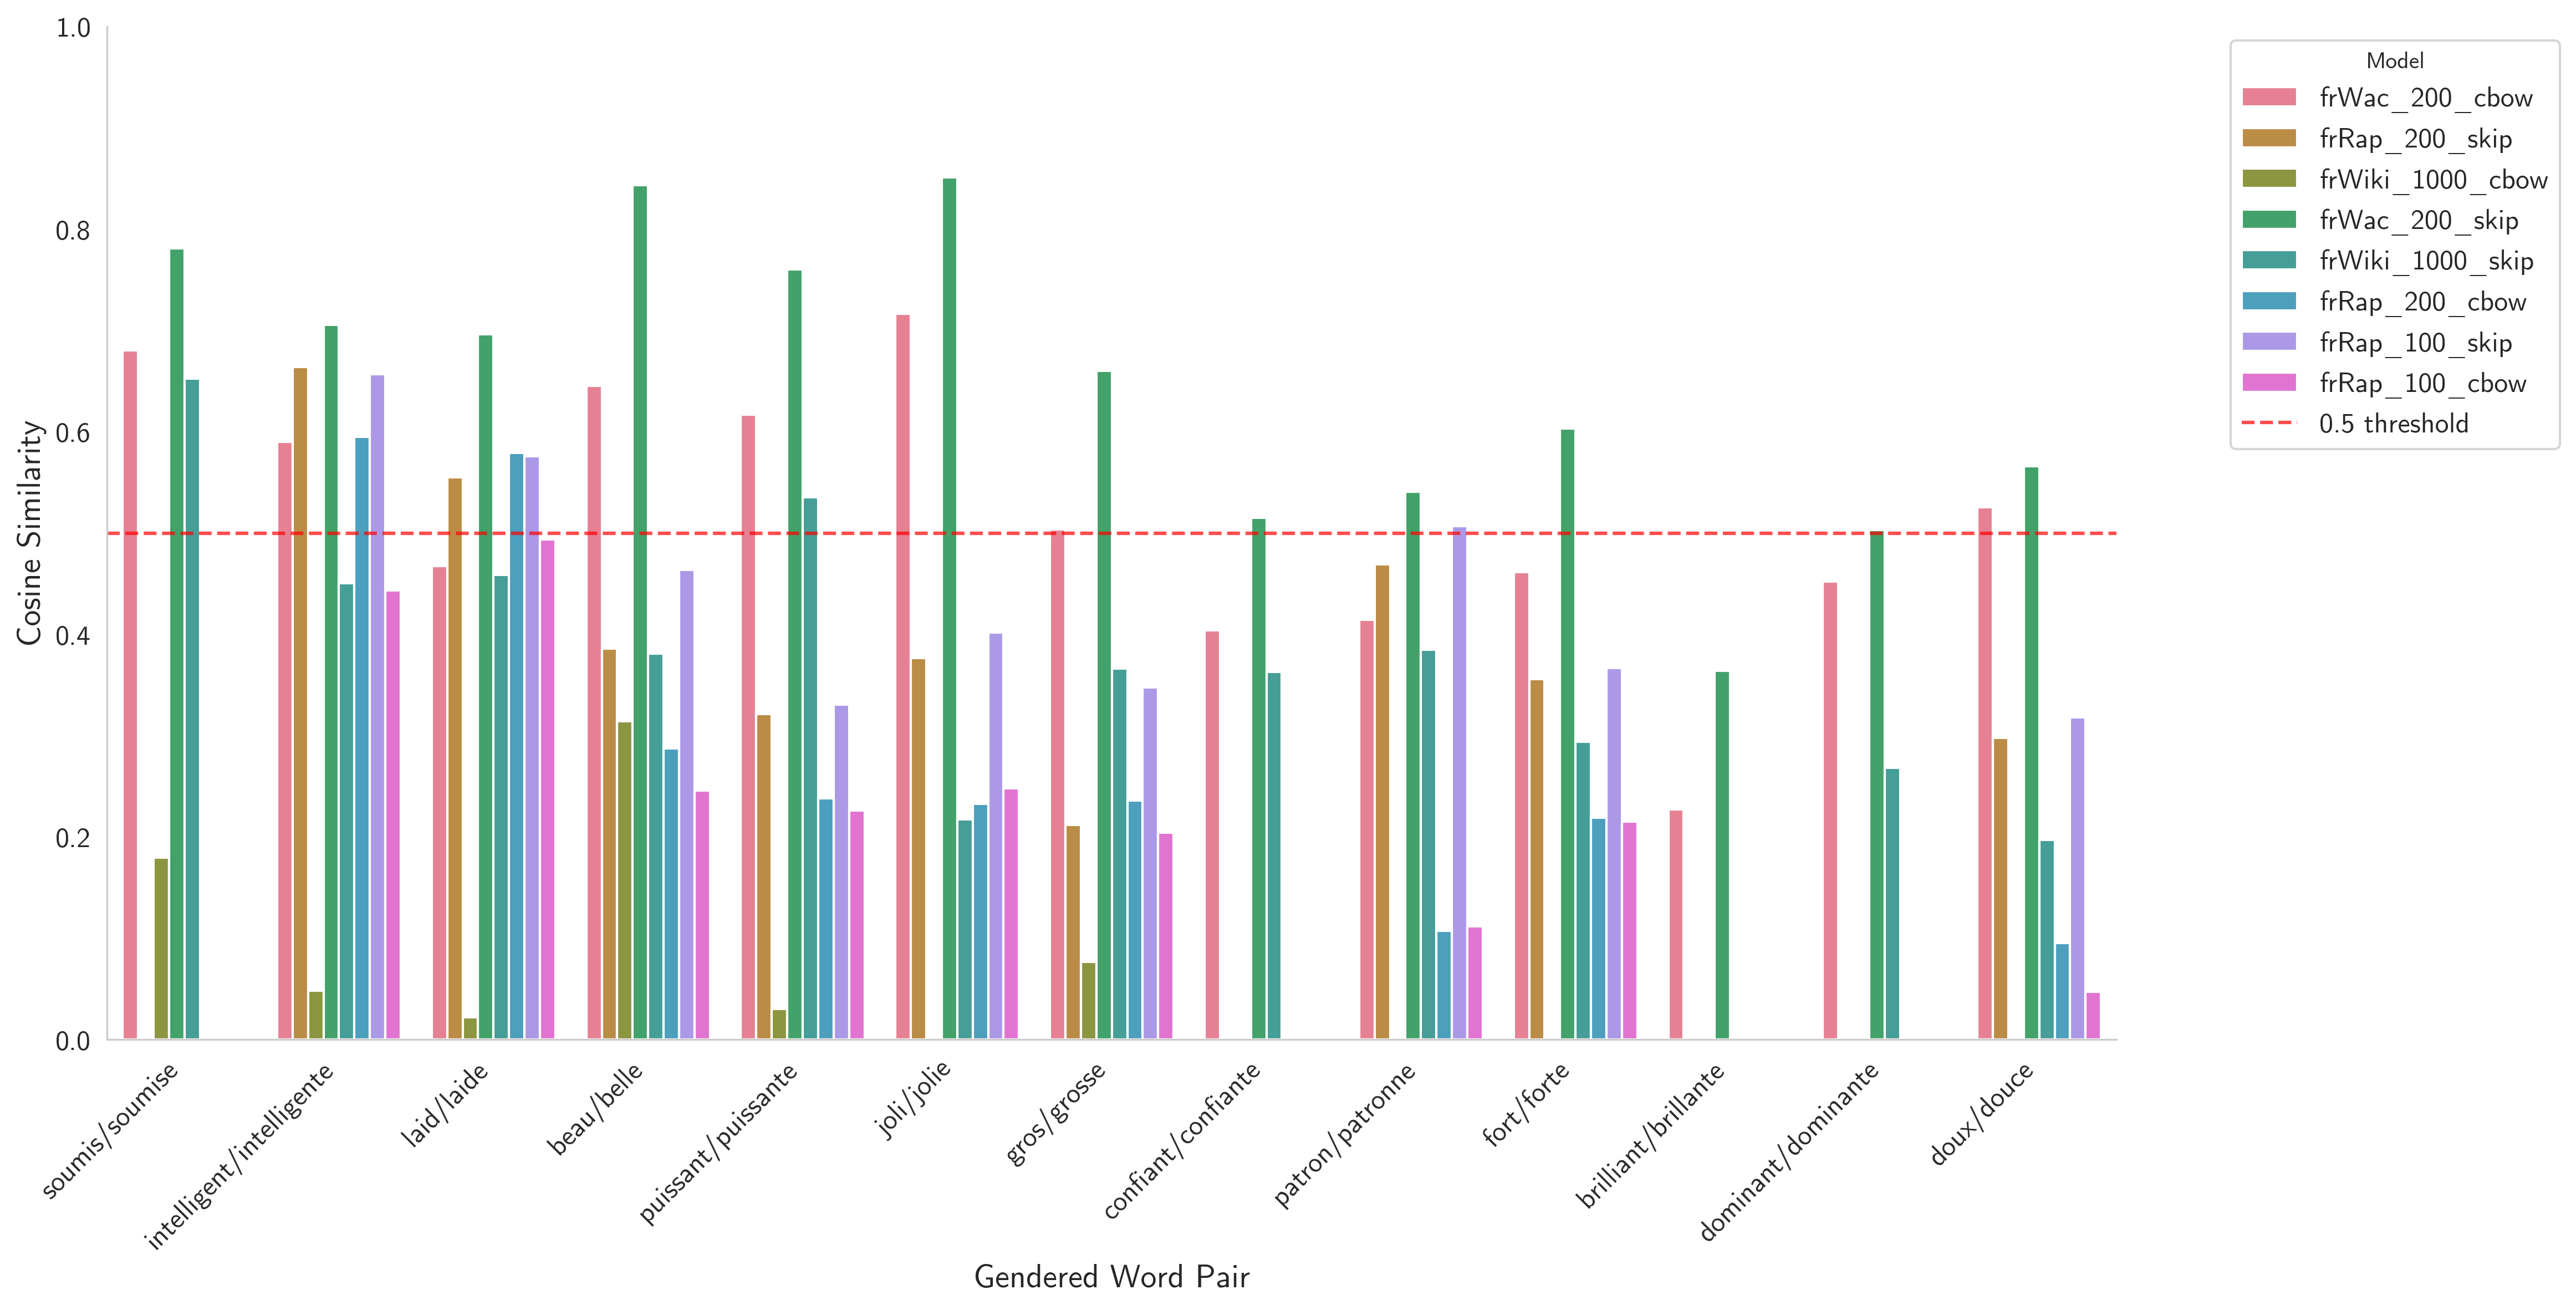 1.0
0.8
0.6
0.4
0.2
0.0
Cosine Similarity
soumis/soumise
intelligent/intelligente
laid/laide
beau/belle
puissant/puissante
joli/jolie
gros/grosse
confiant/confiante
patron/patronne
fort/forte
brilliant/brillante
dominant/dominante
doux/douce
Gendered Word Pair
Model
frWac_200_cbow
frRap_200_skip
frWiki_1000_cbow
frWac_200_skip
frWiki_1000_skip
frRap_200_cbow
frRap_100_skip
frRap_100_cbow
0.5 threshold